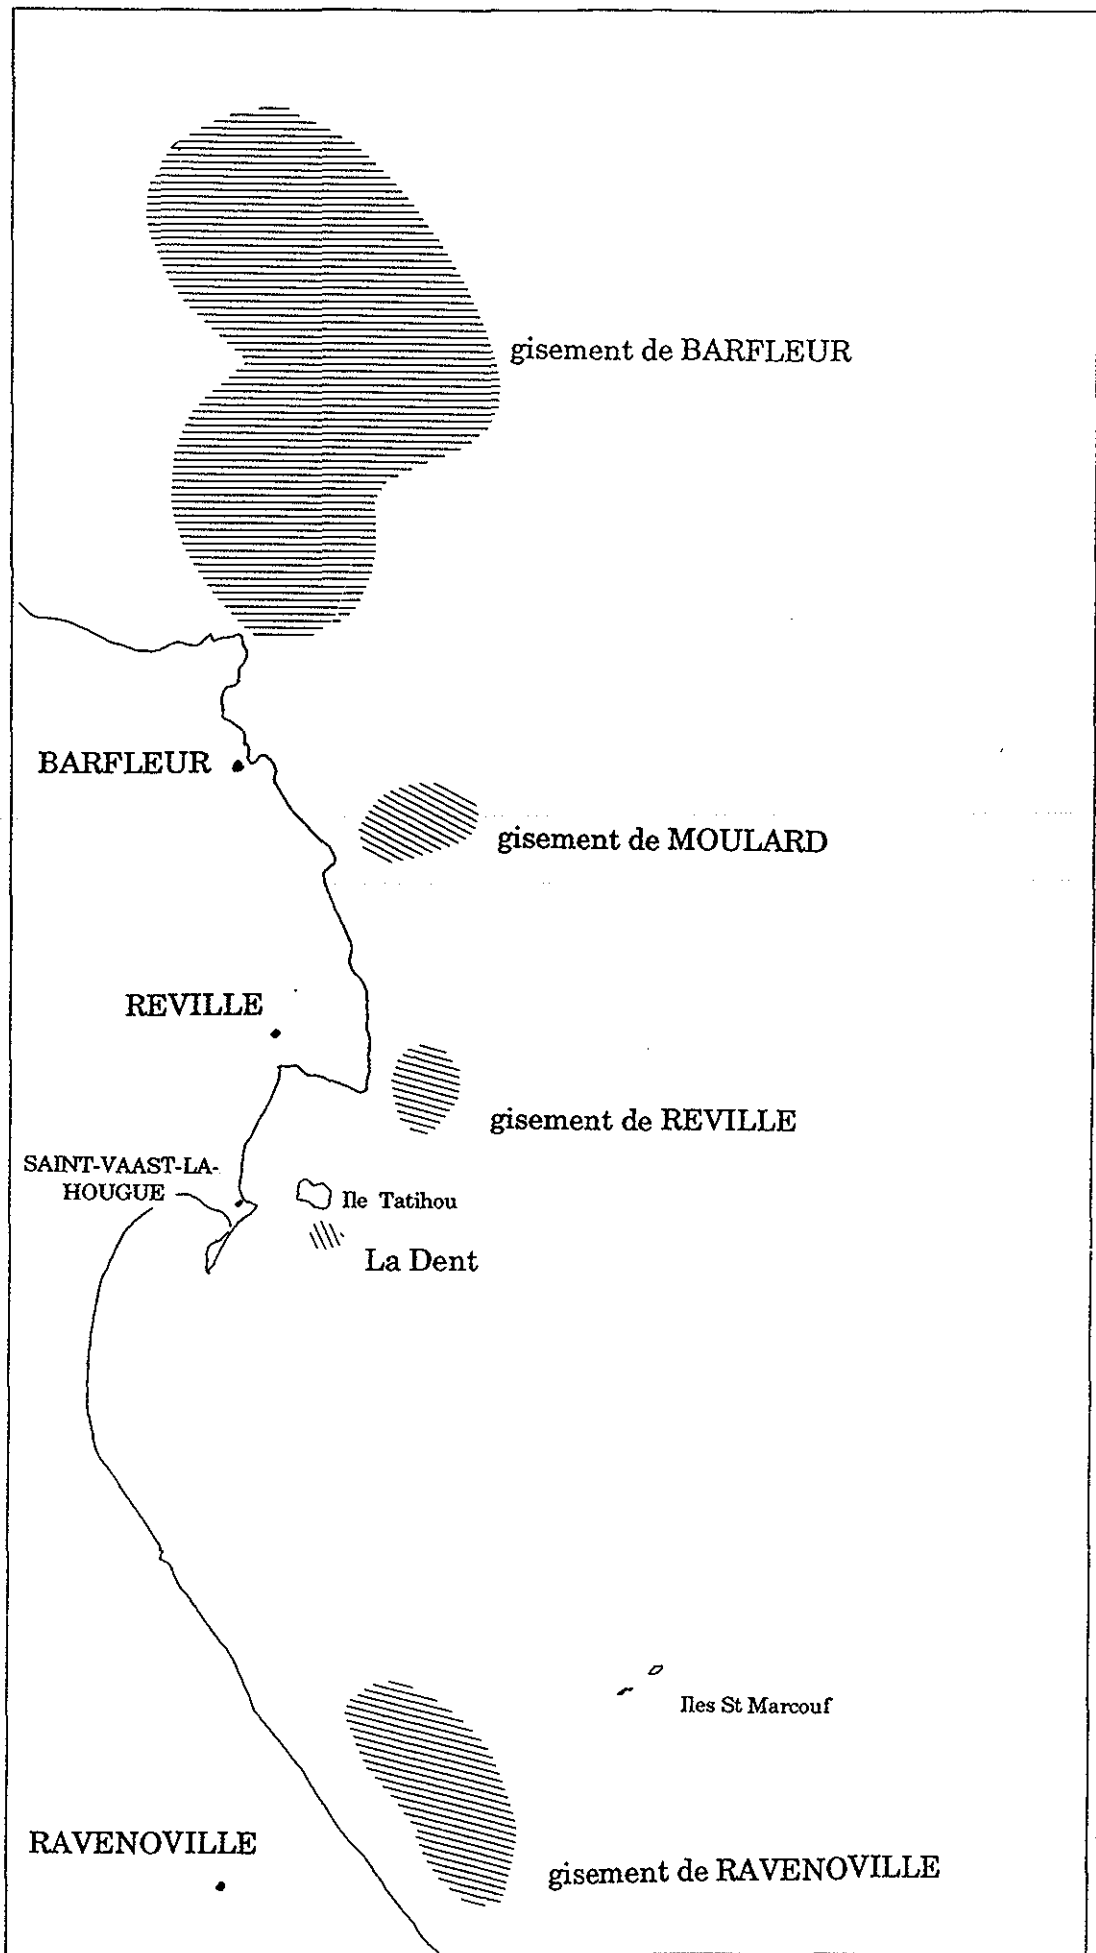 gisement de BARFLEUR
BARFLEUR
gisement de MOULARD
REVILLE
gisement de REVILLE
SAINT-VAAST-LA-
HOUGUE
Ile Tatihou
La Dent
Iles St Marcouf
RAVENOVILLE
gisement de RAVENOVILLE